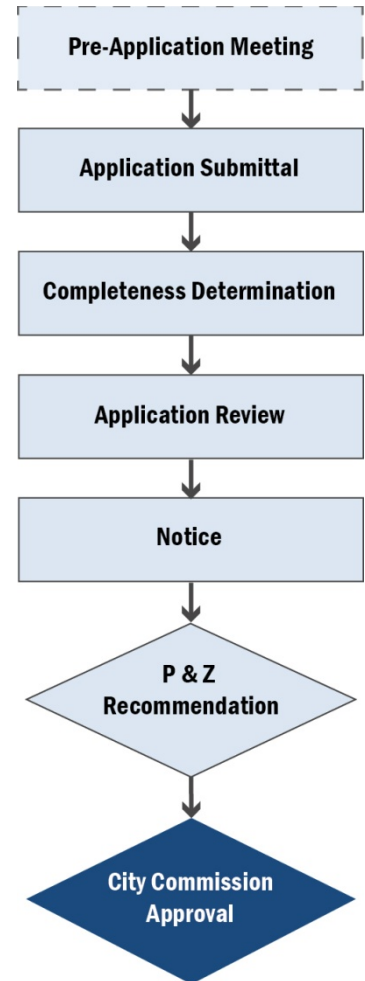 Pre-Application Meeting
Application Submittal
Completeness Determination
Application Review
Notice
P & Z
Recommendation
City Commission
Approval